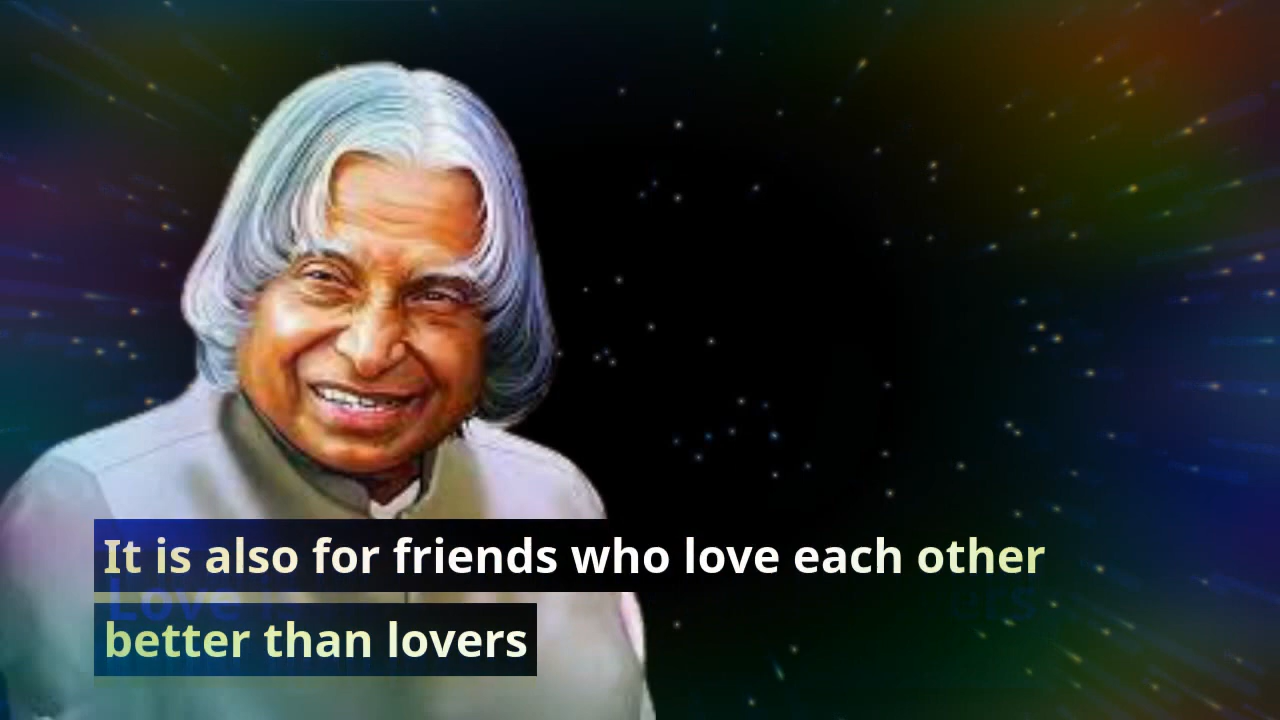 It is also for friends who love each other
better than lovers